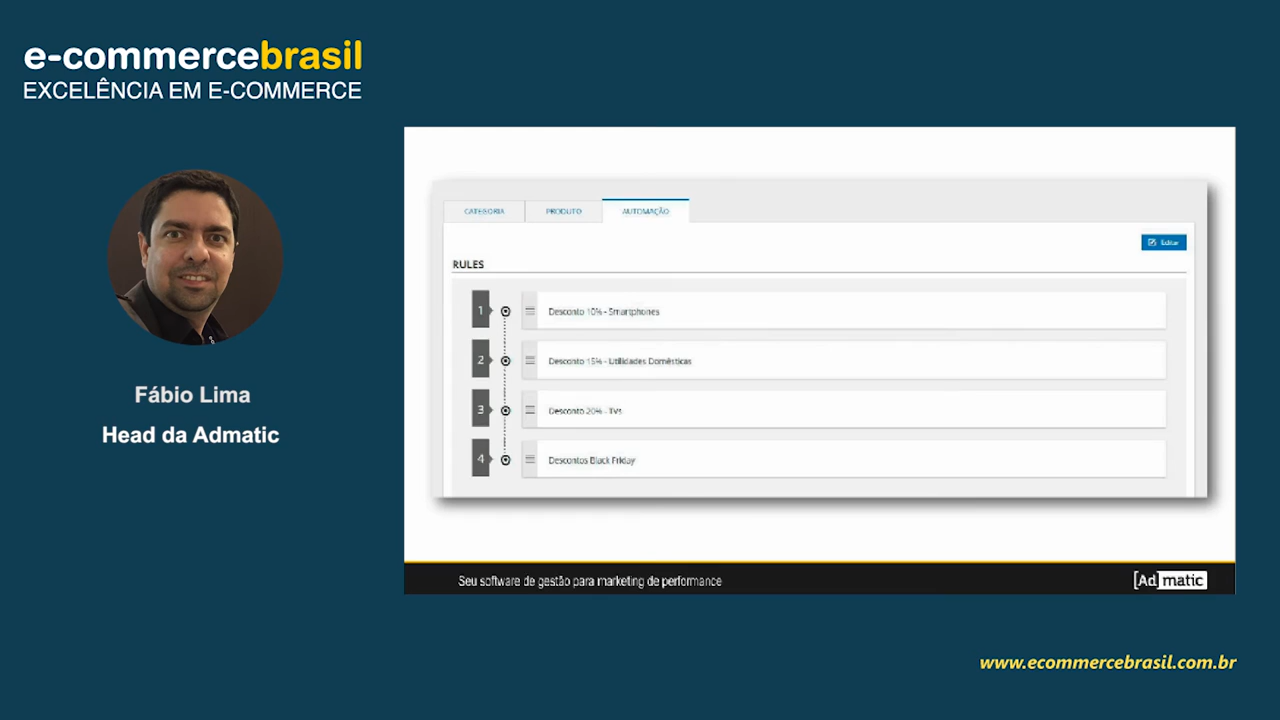 e-commercebrasil
EXCELÊNCIA EM E-COMMERCE
Fábio Lima
Head da Admatic
CATEGORIA
PRODUTO
AUTOMAÇÃO
Editar
RULES
1
Desconto 10% - Smartphones
2
Desconto 15% - Utilidades Domésticas
3
Desconto 20% - TVs
4
Descontos Black Friday
Seu software de gestão para marketing de performance
[Ad]matic
www.ecommercebrasil.com.br